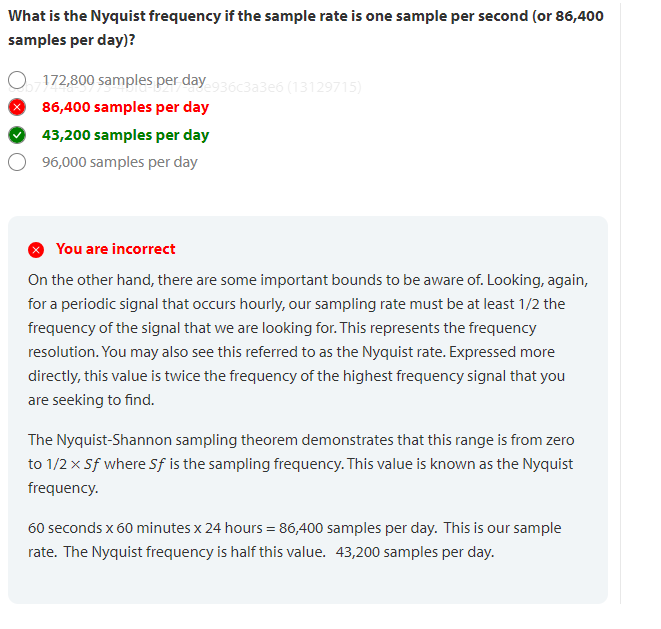 What is the Nyquist frequency if the sample rate is one sample per second (or 86,400
samples per day)?
172,800 samples per day
86,400 samples per day
43,200 samples per day
96,000 samples per day
You are incorrect
On the other hand, there are some important bounds to be aware of. Looking, again,
for a periodic signal that occurs hourly, our sampling rate must be at least 1/2 the
frequency of the signal that we are looking for. This represents the frequency
resolution. You may also see this referred to as the Nyquist rate. Expressed more
directly, this value is twice the frequency of the highest frequency signal that you
are seeking to find.
The Nyquist-Shannon sampling theorem demonstrates that this range is from zero
to 1/2 × Sf where Sf is the sampling frequency. This value is known as the Nyquist
frequency.
60 seconds x 60 minutes x 24 hours = 86,400 samples per day. This is our sample
rate. The Nyquist frequency is half this value. 43,200 samples per day.